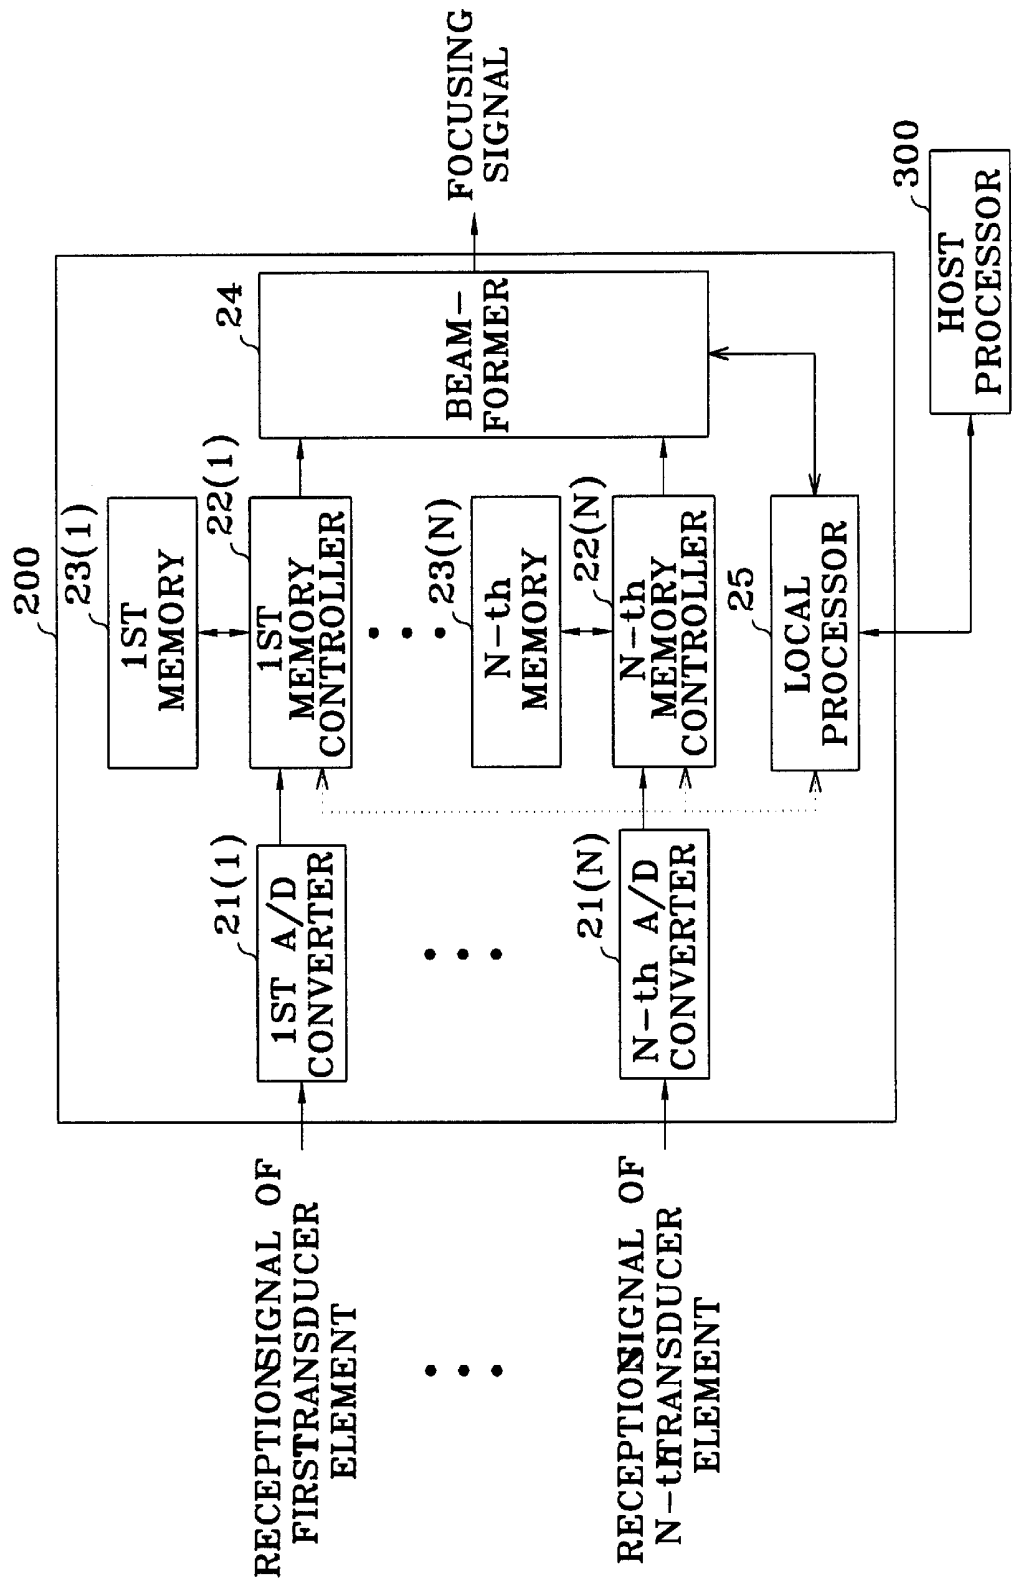 200
23(1)
1ST
MEMORY
22(1)
1ST
MEMORY
CONTROLLER
24
BEAM-
FORMER
FOCUSING
SIGNAL
21(1)
1ST A/D
CONVERTER
RECEPTION SIGNAL OF
FIRST TRANSDUCER
ELEMENT
23(N)
N-th
MEMORY
22(N)
N-th
MEMORY
CONTROLLER
21(N)
N-th A/D
CONVERTER
RECEPTION SIGNAL OF
N-th TRANSDUCER
ELEMENT
25
LOCAL
PROCESSOR
300
HOST
PROCESSOR